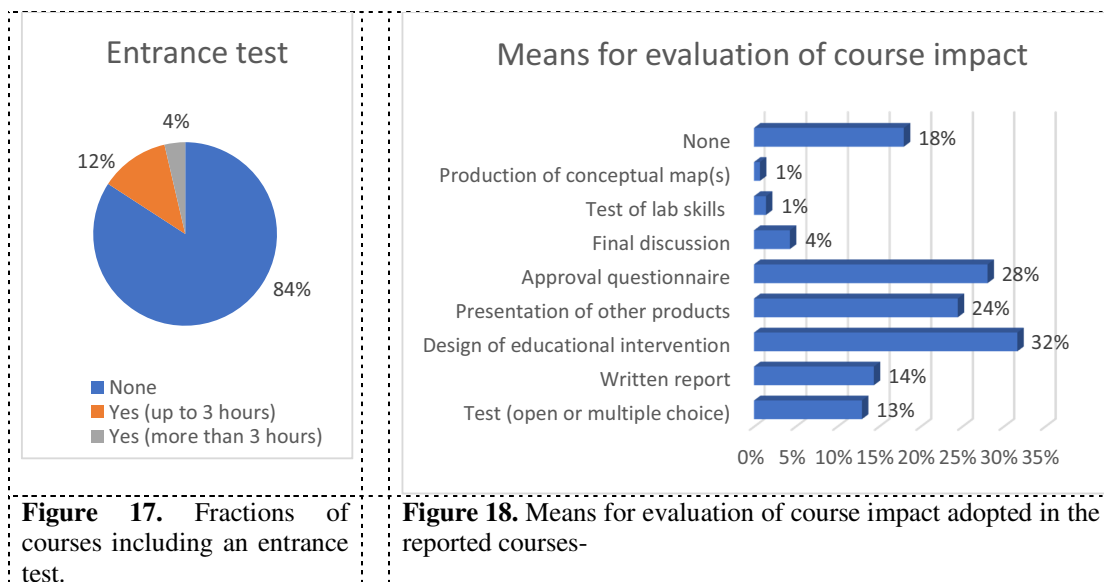 Entrance test
4%
12%
84%
None
Yes (up to 3 hours)
Yes (more than 3 hours)
Figure 17. Fractions of
courses including an entrance
test.
Means for evaluation of course impact
None 18%
Production of conceptual map(s) 1%
Test of lab skills 1%
Final discussion 4%
Approval questionnaire 28%
Presentation of other products 24%
Design of educational intervention 32%
Written report 14%
Test (open or multiple choice) 13%
0% 5% 10% 15% 20% 25% 30% 35%
Figure 18. Means for evaluation of course impact adopted in the
reported courses-